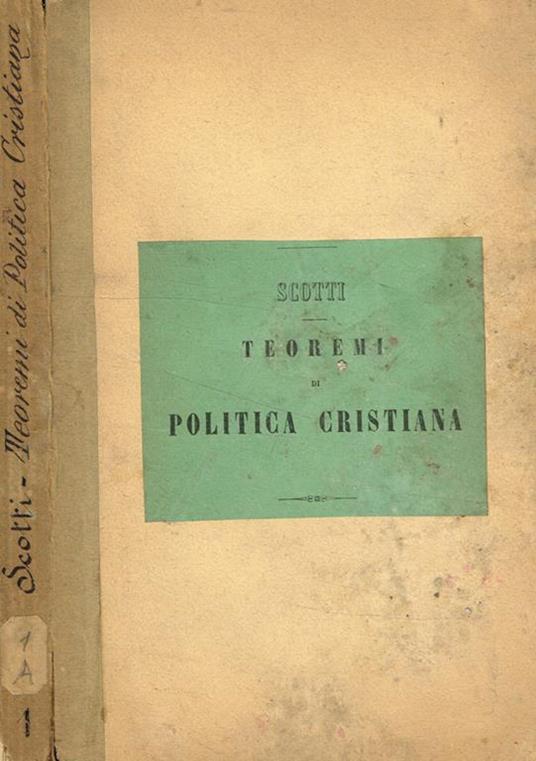 Scotti - Teoremi di Politica Cristiana
1
A
SCOTTI
TEOREMI
DI
POLITICA CRISTIANA